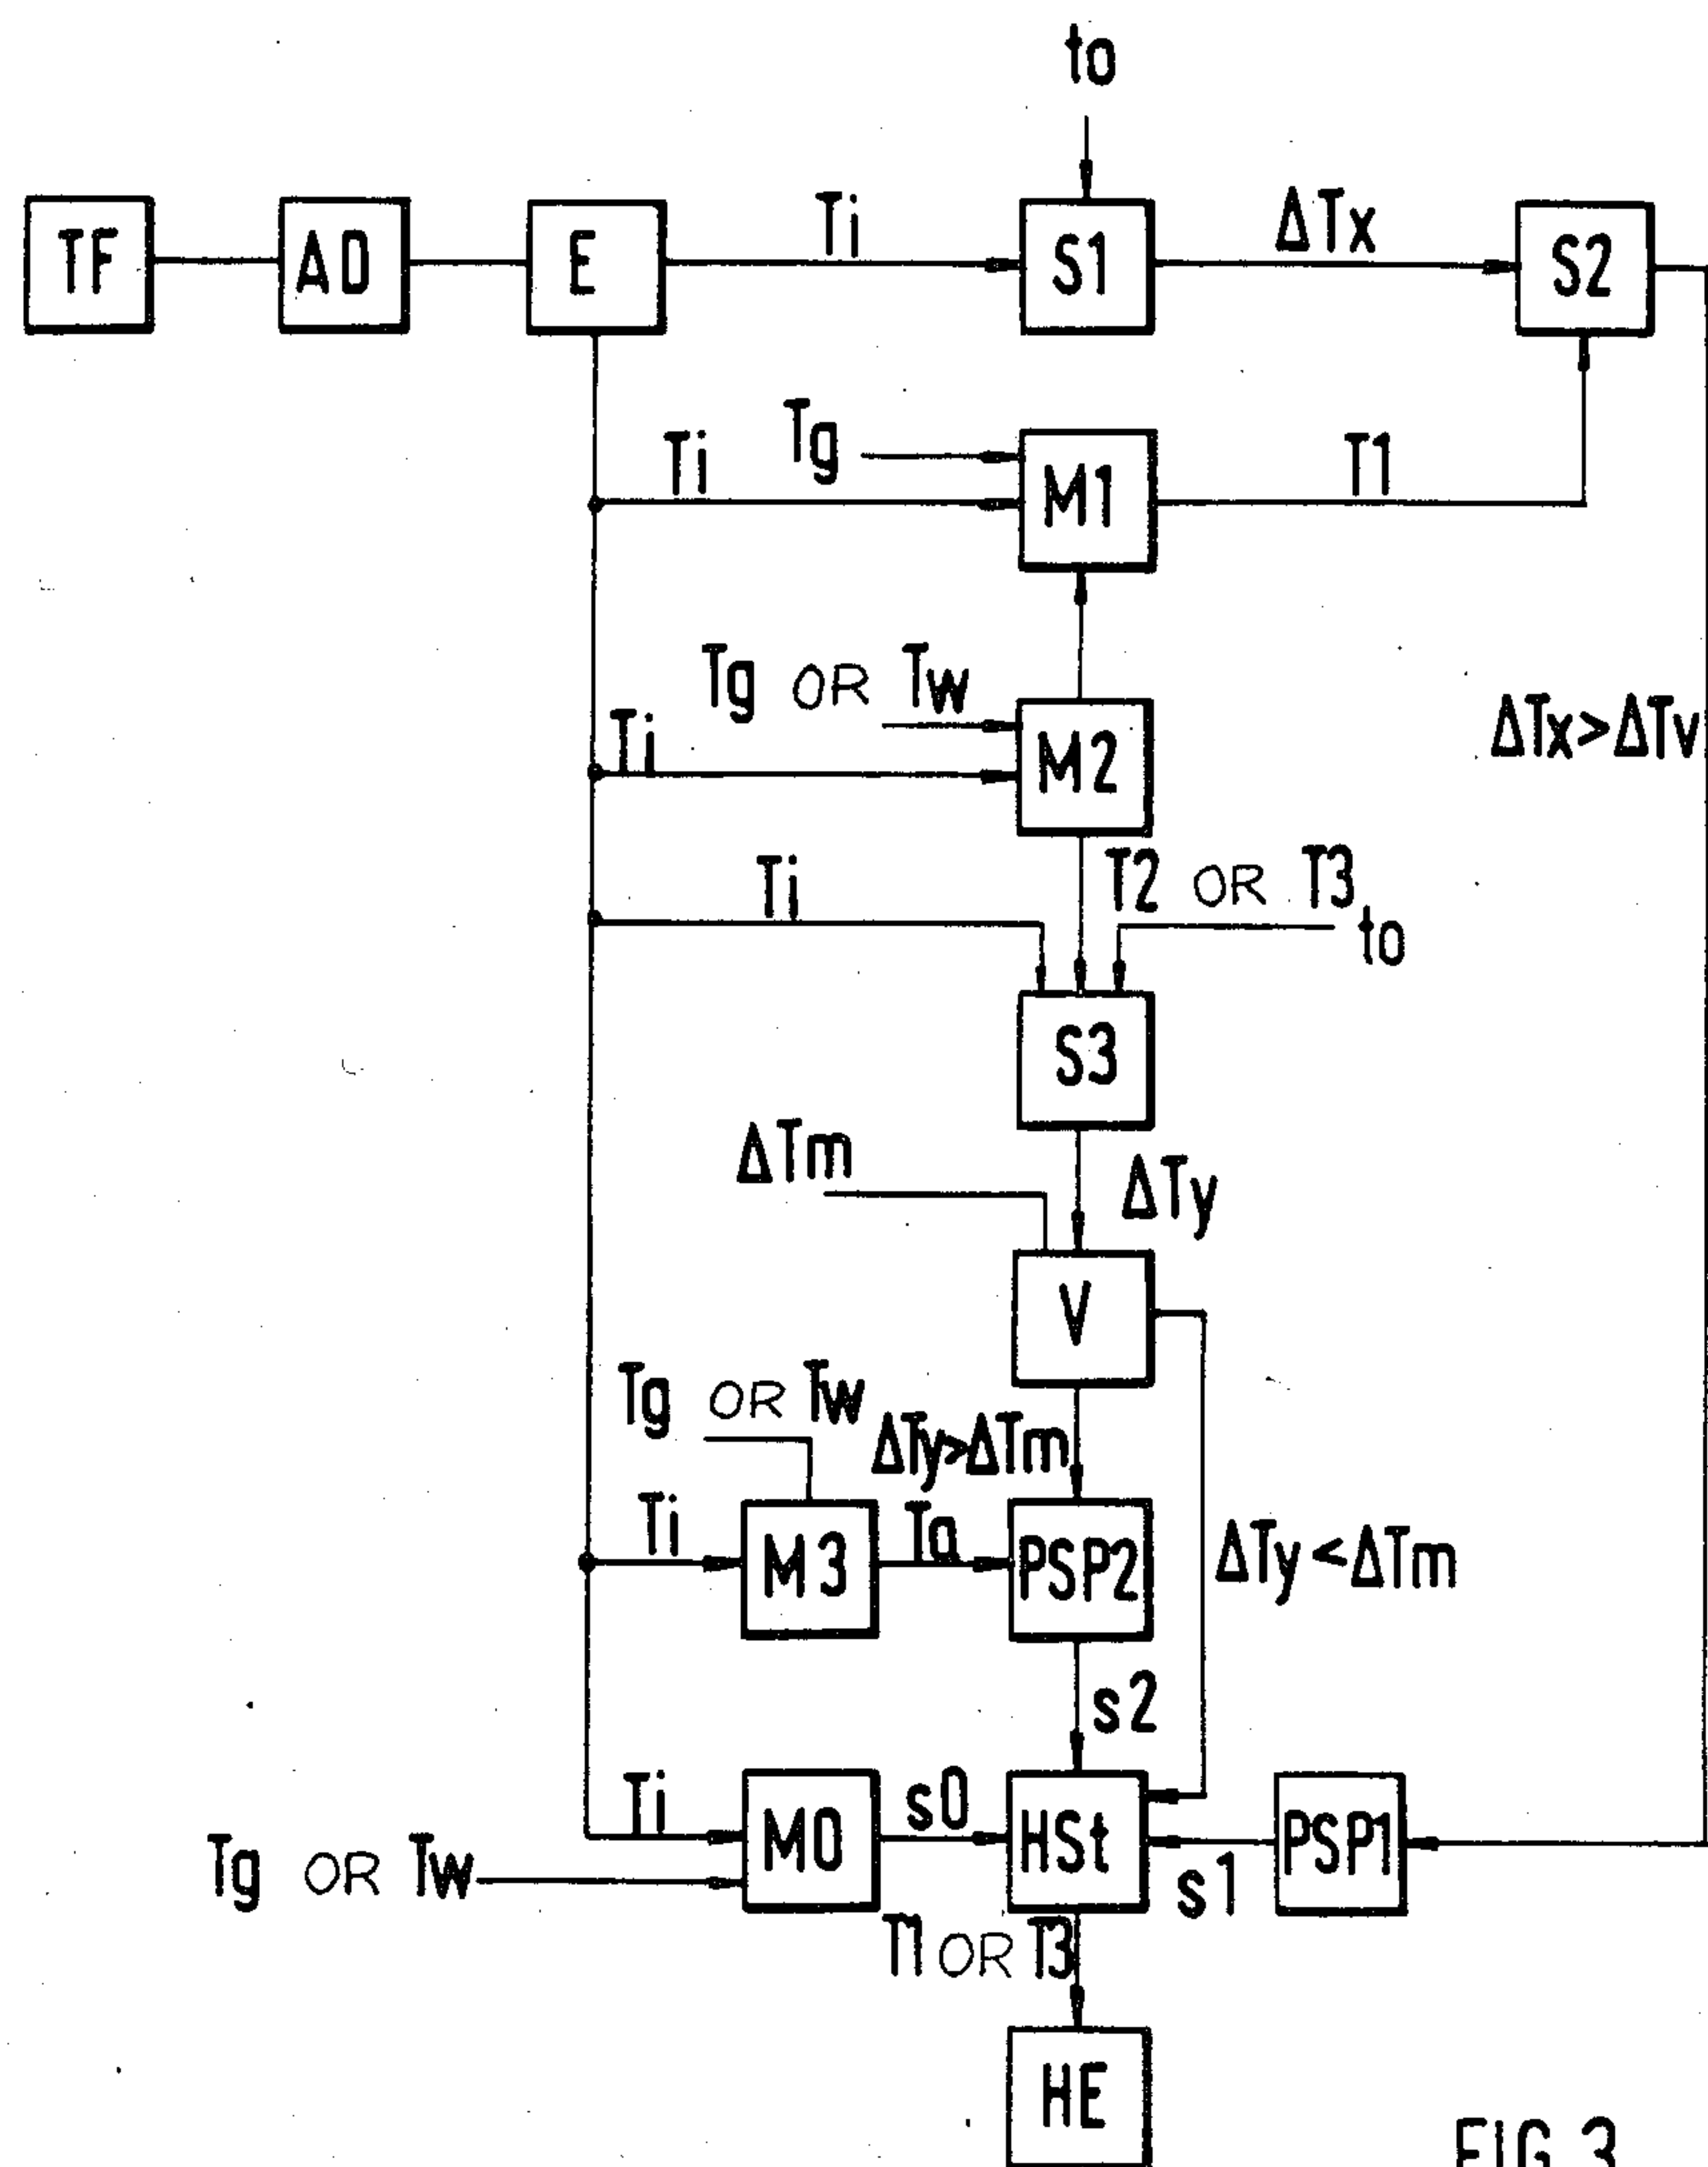 to
TF AD E Ti S1 ΔTx S2
Tg
Ti M1 T1
Tg OR Tw
Ti M2 ΔTx>ΔTv
Ti T2 OR T3
to
S3
ΔTm ΔTy
V
Tg OR Tw ΔTy>ΔTm
Ti M3 Ta PSP2 ΔTy<ΔTm
s2
Ti M0 s0 HSt s1 PSP1
Tg OR Tw
T1 OR T3
HE
FIG. 3